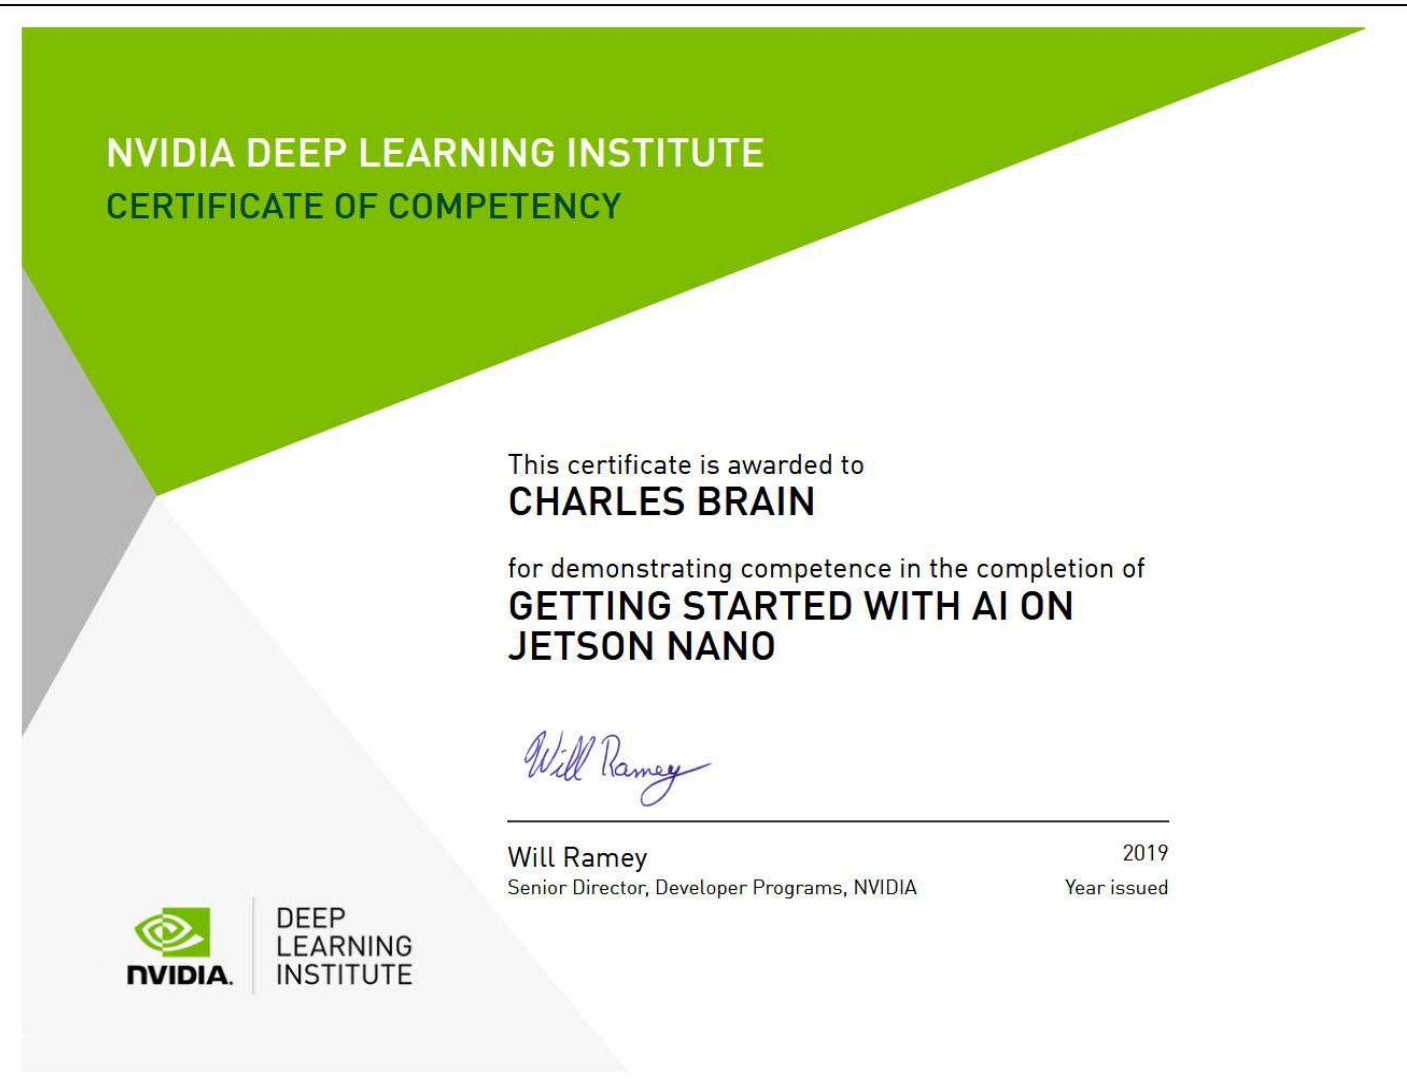 NVIDIA DEEP LEARNING INSTITUTE
CERTIFICATE OF COMPETENCY
This certificate is awarded to
CHARLES BRAIN
for demonstrating competence in the completion of
GETTING STARTED WITH AI ON
JETSON NANO
Will Ramey
Will Ramey
2019
Senior Director, Developer Programs, NVIDIA
Year issued
NVIDIA.
DEEP
LEARNING
INSTITUTE